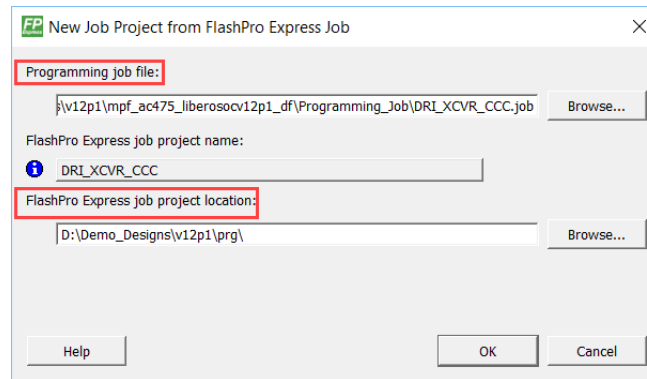 FP Express New Job Project from FlashPro Express Job
Programming job file:
s\v12p1\mpf_ac475_liberosocv12p1_df\Programming_Job\DRI_XCVR_CCC.job Browse...
FlashPro Express job project name:
DRI_XCVR_CCC
FlashPro Express job project location:
D:\Demo_Designs\v12p1\prg\ Browse...
Help OK Cancel